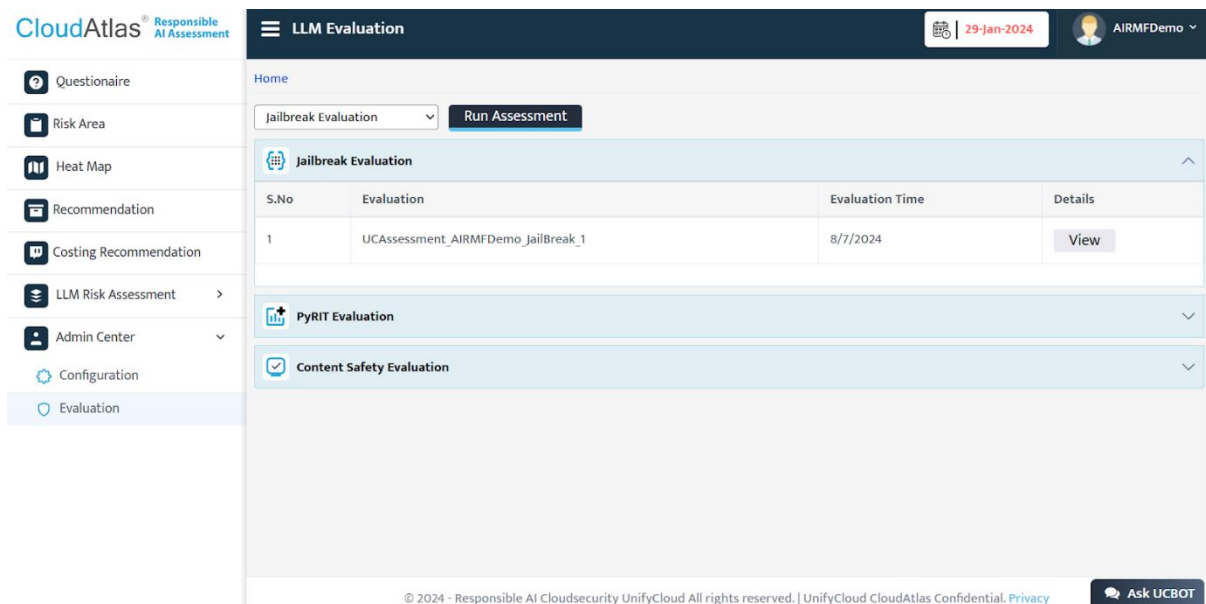 CloudAtlas® Responsible AI Assessment
LLM Evaluation
29-Jan-2024
AIRMFDemo
Questionaire
Risk Area
Heat Map
Recommendation
Costing Recommendation
LLM Risk Assessment
Admin Center
Configuration
Evaluation
Home
Jailbreak Evaluation
Run Assessment
Jailbreak Evaluation
S.No Evaluation Evaluation Time Details
1 UCAssessment_AIRMFDemo_JailBreak_1 8/7/2024 View
PyRIT Evaluation
Content Safety Evaluation
© 2024 - Responsible AI Cloudsecurity UnifyCloud All rights reserved. | UnifyCloud CloudAtlas Confidential. Privacy
Ask UCBOT